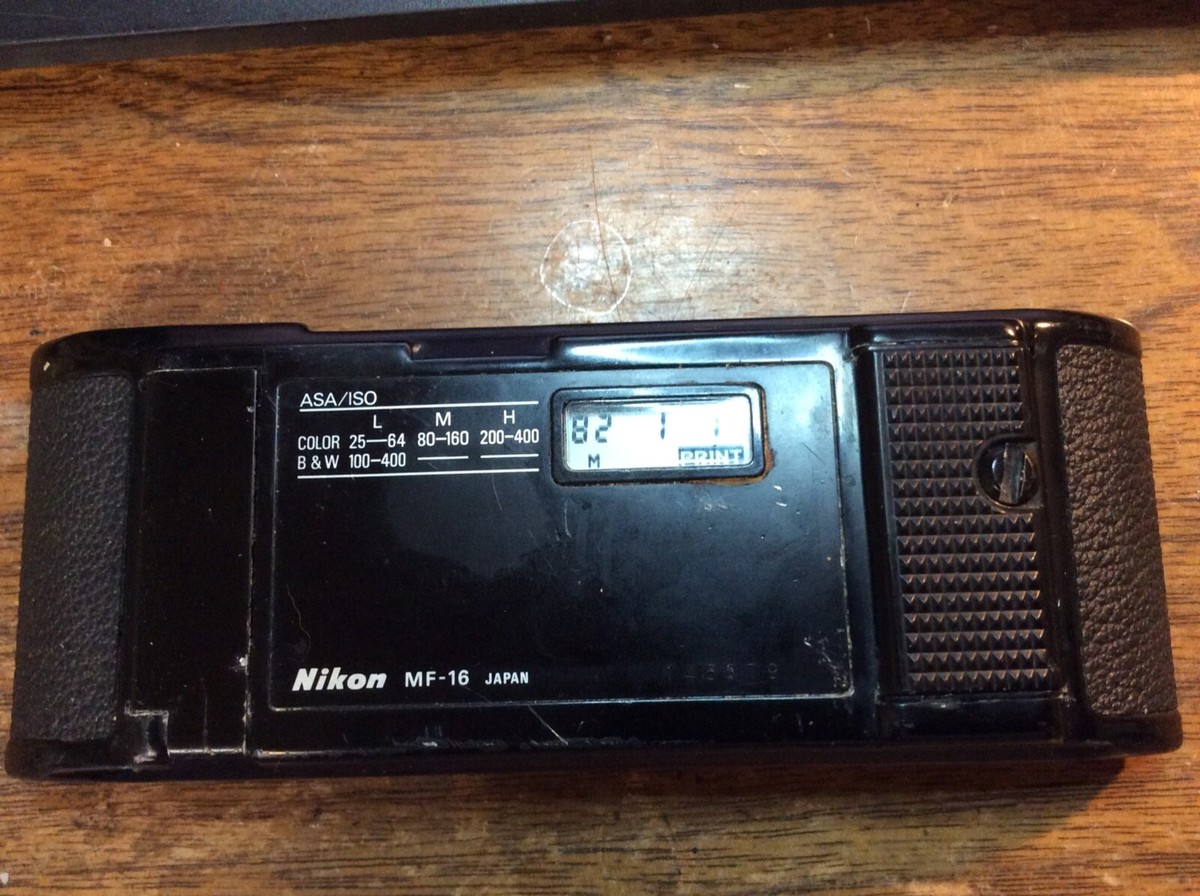 ASA/ISO
L M H
COLOR 25—64 80–160 200–400
B & W 100–400 —— ——
82 1 1
M PRINT
Nikon MF-16 JAPAN